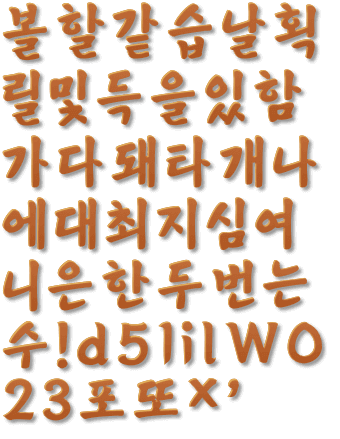 볼할같습날획
릴및득을있함
가다돼타개나
에대최지심여
니은한두번는
수!d51ilWO
23포또x’